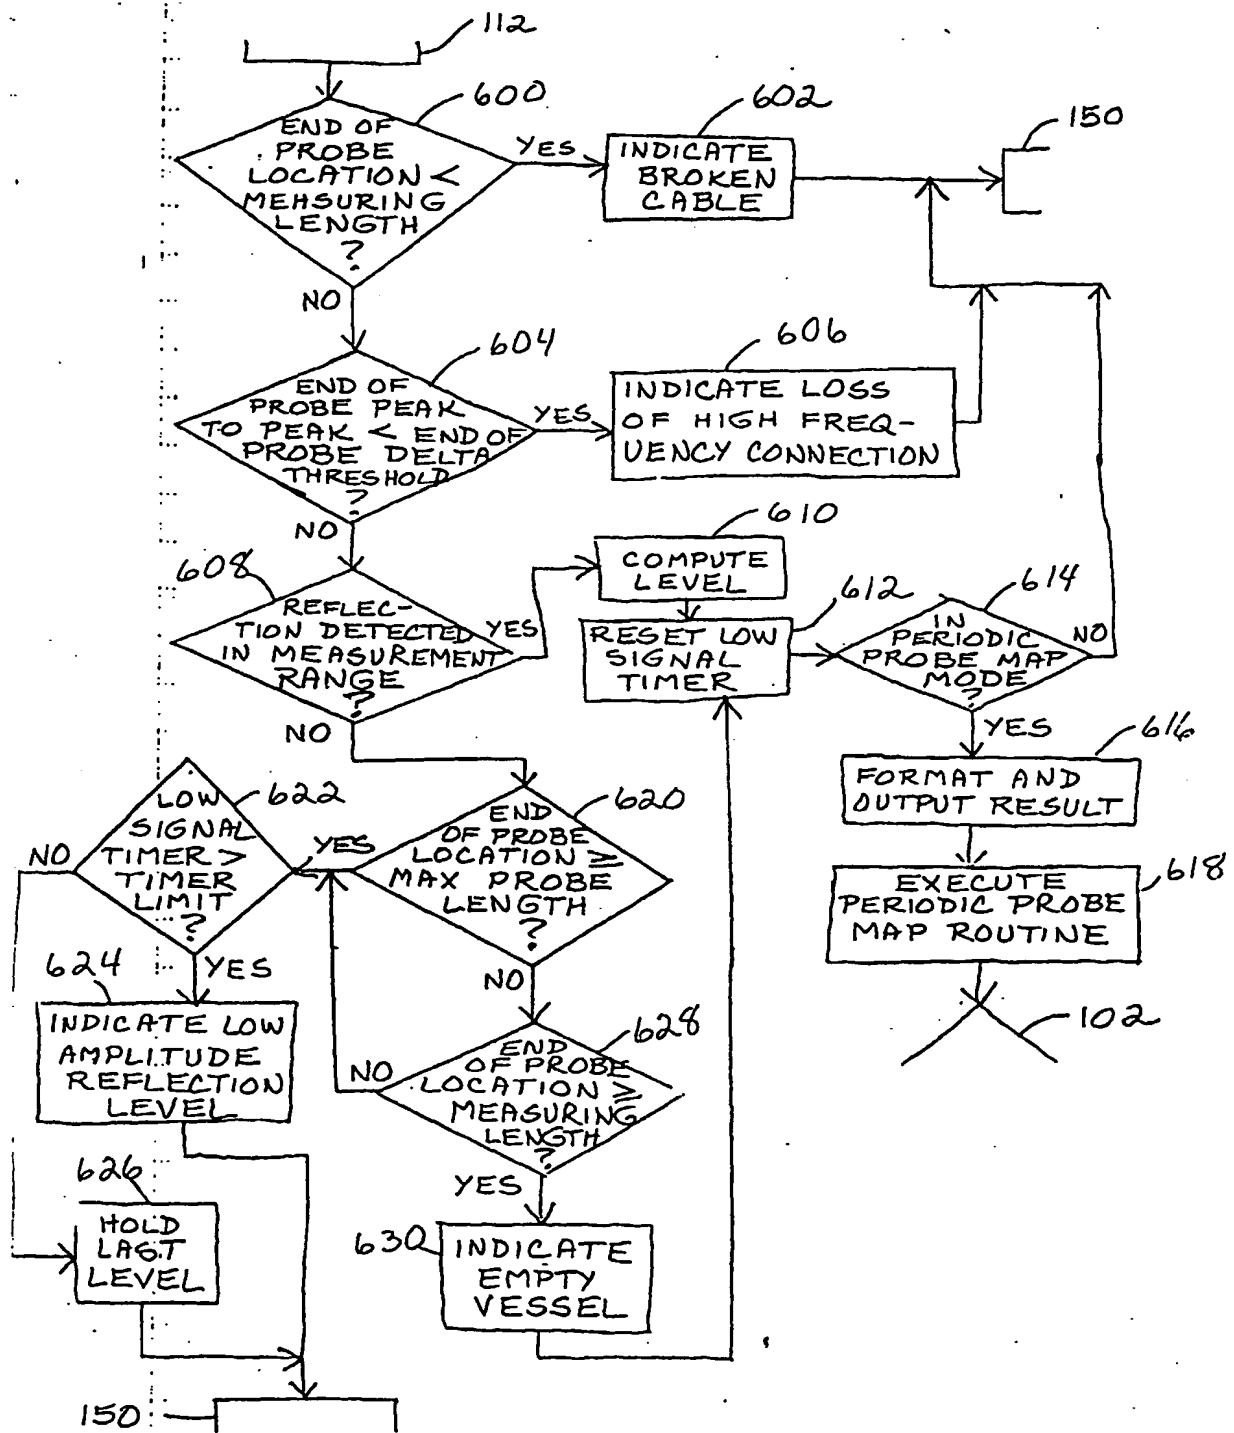 112
600
END OF
PROBE
LOCATION <
MEASURING
LENGTH
?
YES
602
INDICATE
BROKEN
CABLE
150
NO
604
END OF
PROBE PEAK
TO PEAK < END OF
PROBE DELTA
THRESHOLD
?
YES
606
INDICATE LOSS
OF HIGH FREQ-
UENCY CONNECTION
NO
608
REFLEC-
TION DETECTED
IN MEASUREMENT
RANGE
?
YES
610
COMPUTE
LEVEL
612
RESET LOW
SIGNAL
TIMER
614
IN
PERIODIC
PROBE MAP
MODE
?
NO
YES
616
FORMAT AND
OUTPUT RESULT
618
EXECUTE
PERIODIC PROBE
MAP ROUTINE
102
NO
620
END
OF PROBE
LOCATION ≥
MAX PROBE
LENGTH
?
YES
622
LOW
SIGNAL
TIMER >
TIMER
LIMIT
?
NO
YES
624
INDICATE LOW
AMPLITUDE
REFLECTION
LEVEL
626
HOLD
LAST
LEVEL
NO
628
END
OF PROBE
LOCATION ≥
MEASURING
LENGTH
?
NO
YES
630
INDICATE
EMPTY
VESSEL
150